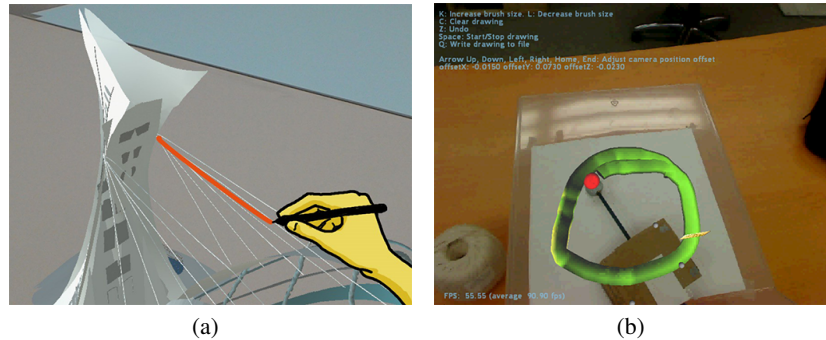 K: Increase brush size. L: Decrease brush size
C: Clear drawing
Z: Undo
Space: Start/Stop drawing
Q: Write drawing to file
Arrow Up, Down, Left, Right, Home, End: Adjust camera position offset
offsetX: -0.0150 offsetY: 0.0730 offsetZ: -0.0230
FPS: 55.55 (average 90.90 fps)
(a)
(b)